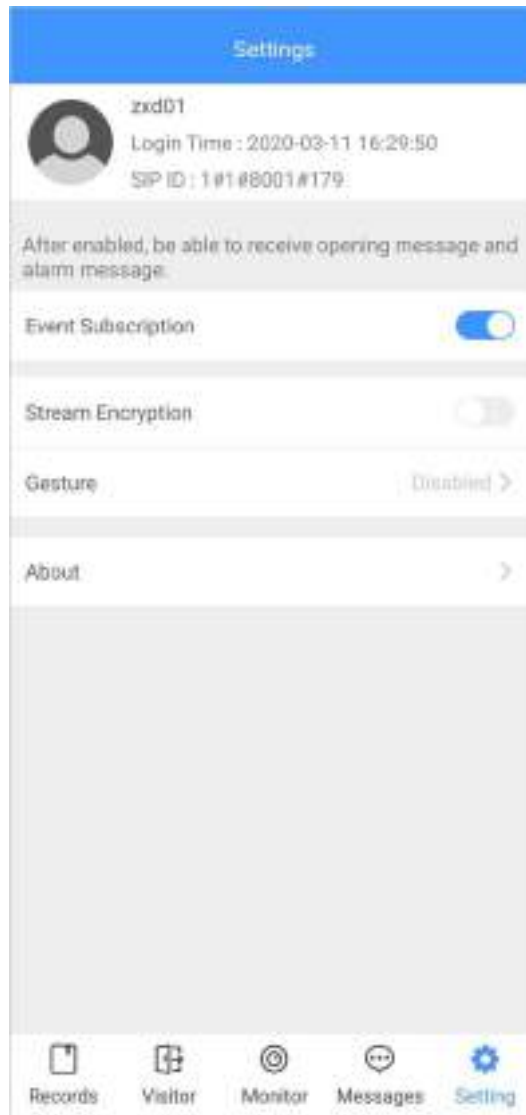 Settings
zxd01
Login Time : 2020-03-11 16:29:50
SIP ID : 1#1#8001#179
After enabled, be able to receive opening message and
alarm message.
Event Subscription
Stream Encryption
Gesture Disabled >
About >
Records Visitor Monitor Messages Setting